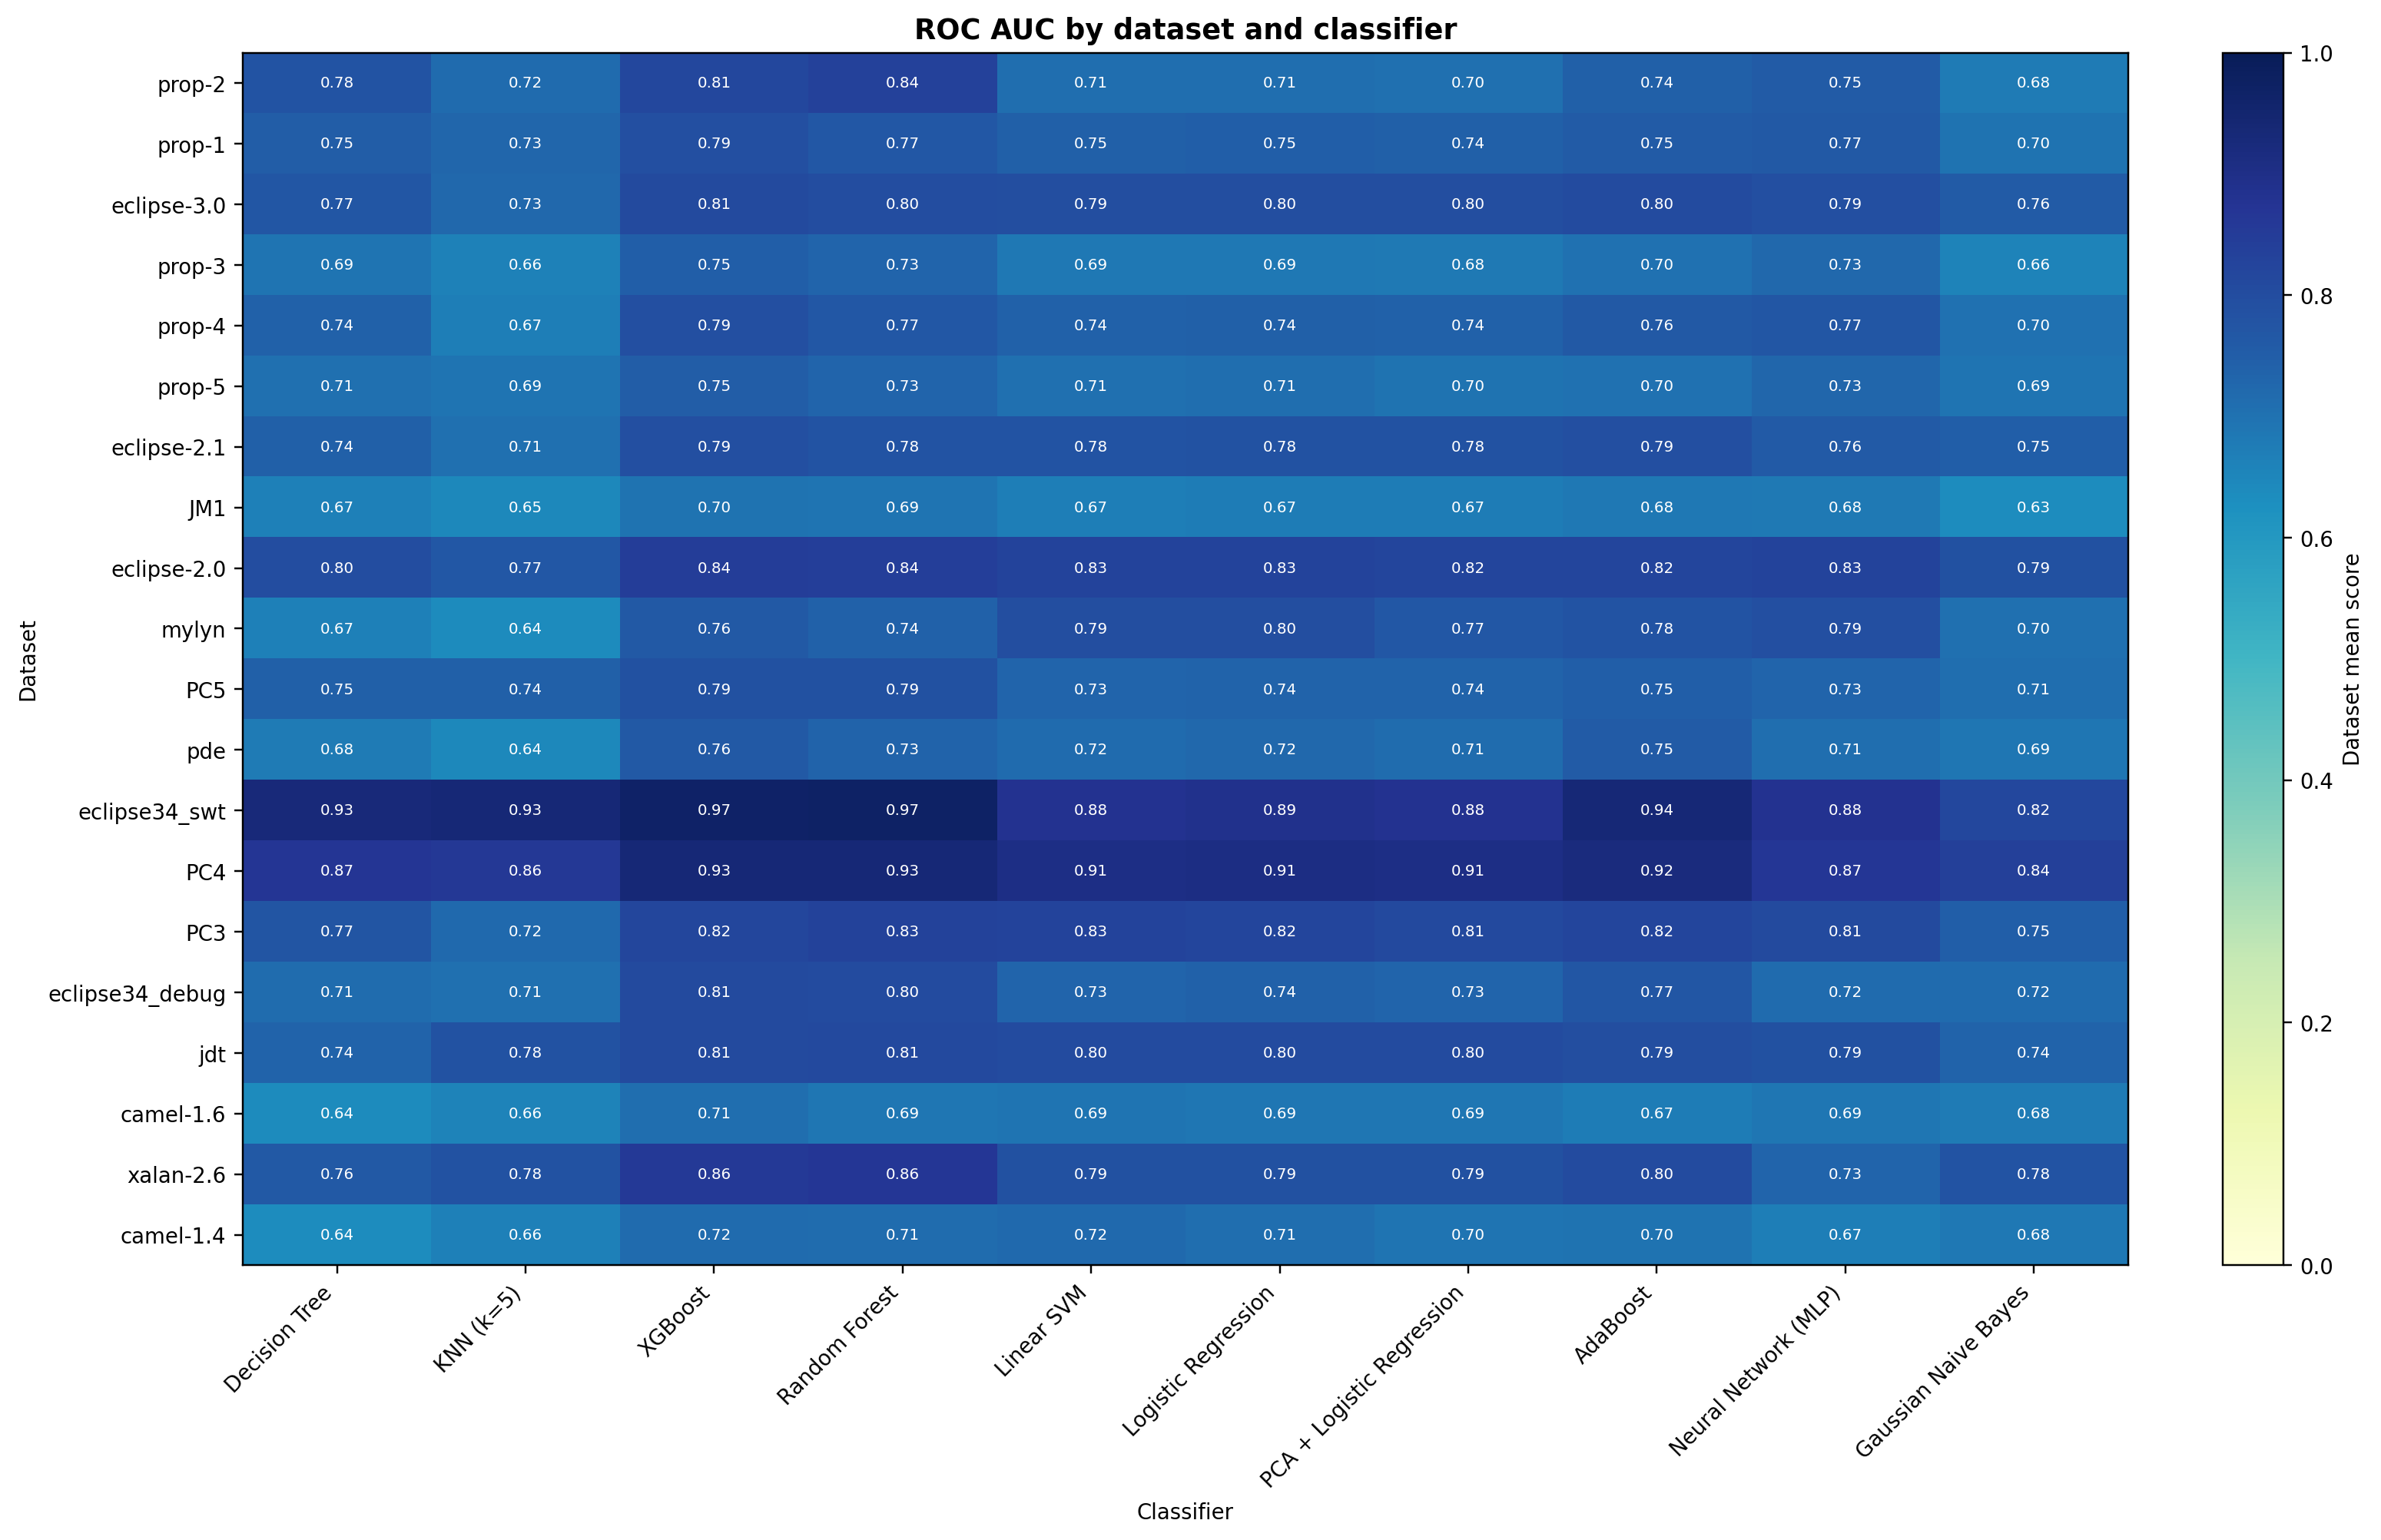 ROC AUC by dataset and classifier
prop-2 0.78 0.72 0.81 0.84 0.71 0.71 0.70 0.74 0.75 0.68
prop-1 0.75 0.73 0.79 0.77 0.75 0.75 0.74 0.75 0.77 0.70
eclipse-3.0 0.77 0.73 0.81 0.80 0.79 0.80 0.80 0.80 0.79 0.76
prop-3 0.69 0.66 0.75 0.73 0.69 0.69 0.68 0.70 0.73 0.66
prop-4 0.74 0.67 0.79 0.77 0.74 0.74 0.74 0.76 0.77 0.70
prop-5 0.71 0.69 0.75 0.73 0.71 0.71 0.70 0.70 0.73 0.69
eclipse-2.1 0.74 0.71 0.79 0.78 0.78 0.78 0.78 0.79 0.76 0.75
JM1 0.67 0.65 0.70 0.69 0.67 0.67 0.67 0.68 0.68 0.63
eclipse-2.0 0.80 0.77 0.84 0.84 0.83 0.83 0.82 0.82 0.83 0.79
mylyn 0.67 0.64 0.76 0.74 0.79 0.80 0.77 0.78 0.79 0.70
PC5 0.75 0.74 0.79 0.79 0.73 0.74 0.74 0.75 0.73 0.71
pde 0.68 0.64 0.76 0.73 0.72 0.72 0.71 0.75 0.71 0.69
eclipse34_swt 0.93 0.93 0.97 0.97 0.88 0.89 0.88 0.94 0.88 0.82
PC4 0.87 0.86 0.93 0.93 0.91 0.91 0.91 0.92 0.87 0.84
PC3 0.77 0.72 0.82 0.83 0.83 0.82 0.81 0.82 0.81 0.75
eclipse34_debug 0.71 0.71 0.81 0.80 0.73 0.74 0.73 0.77 0.72 0.72
jdt 0.74 0.78 0.81 0.81 0.80 0.80 0.80 0.79 0.79 0.74
camel-1.6 0.64 0.66 0.71 0.69 0.69 0.69 0.69 0.67 0.69 0.68
xalan-2.6 0.76 0.78 0.86 0.86 0.79 0.79 0.79 0.80 0.73 0.78
camel-1.4 0.64 0.66 0.72 0.71 0.72 0.71 0.70 0.70 0.67 0.68
Dataset
Decision Tree
KNN (k=5)
XGBoost
Random Forest
Linear SVM
Logistic Regression
PCA + Logistic Regression
AdaBoost
Neural Network (MLP)
Gaussian Naive Bayes
Classifier
1.0
0.8
0.6
0.4
0.2
0.0
Dataset mean score